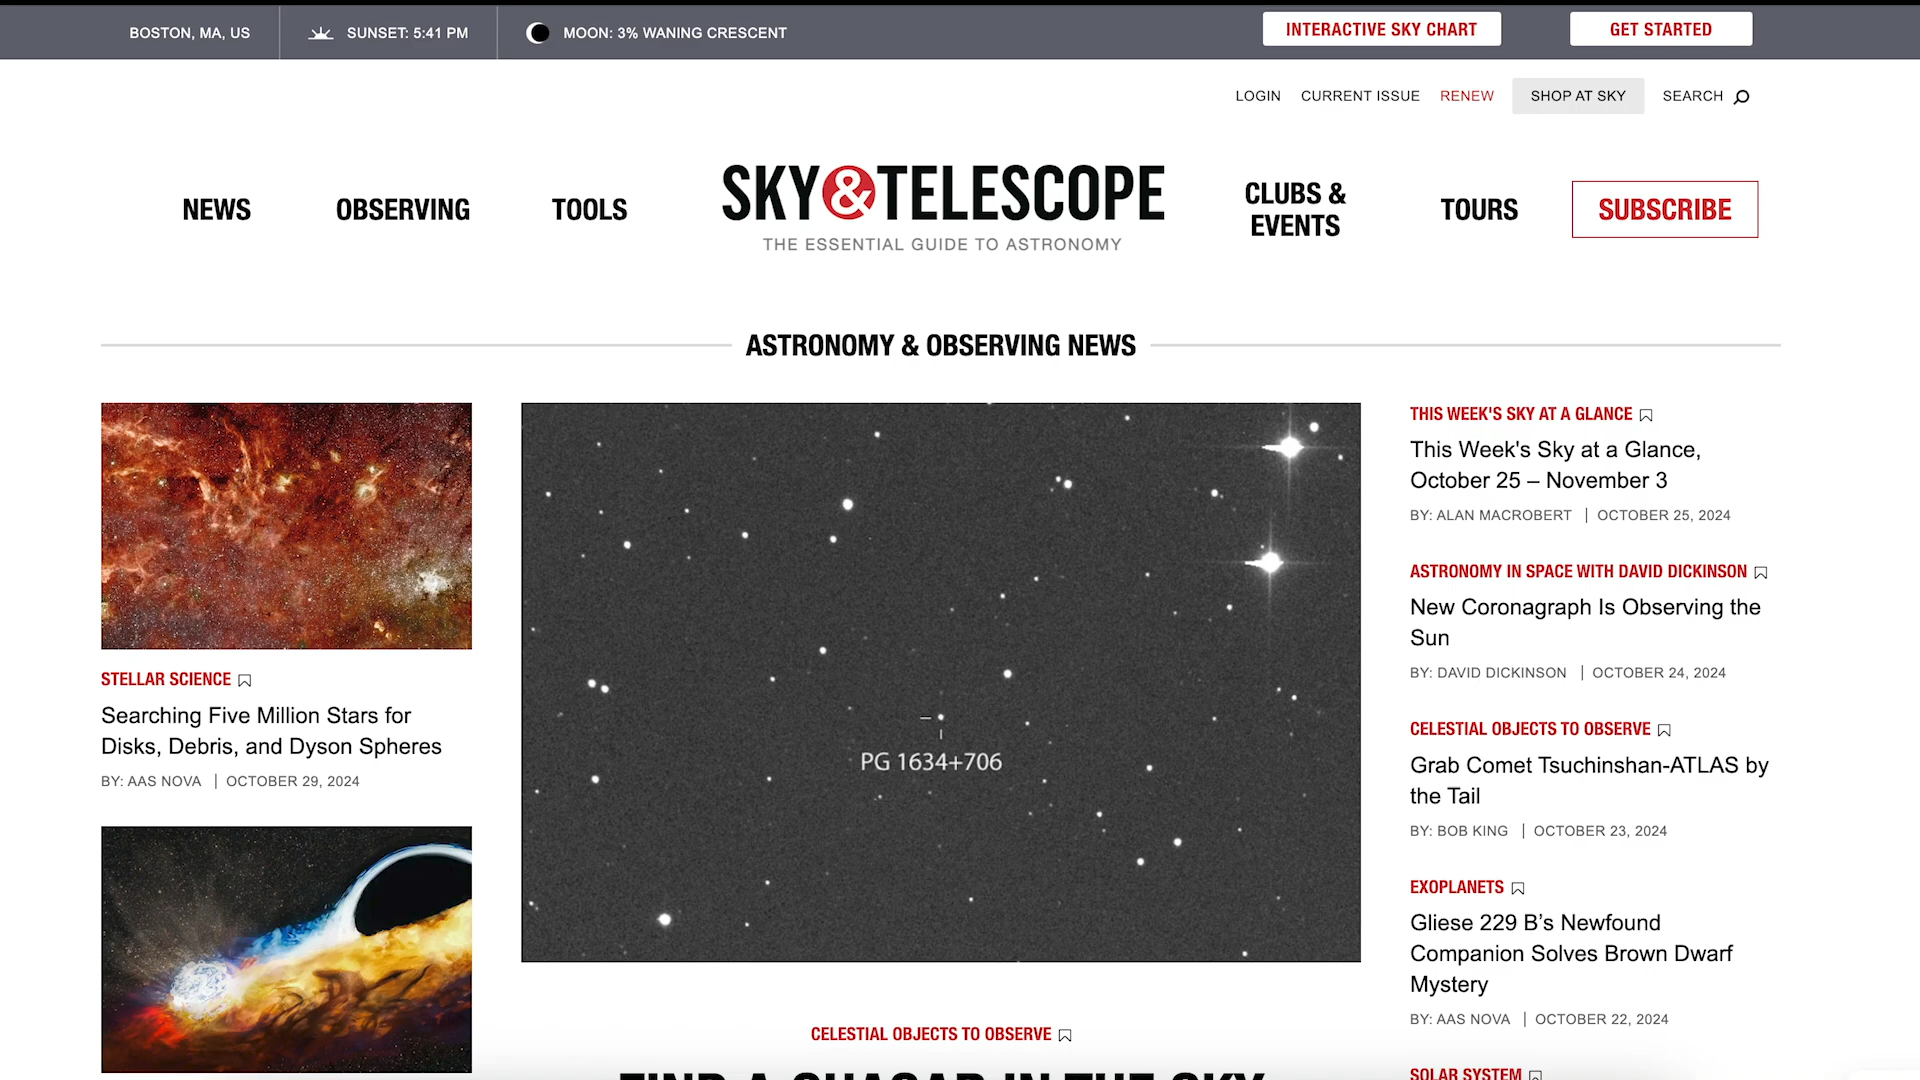 BOSTON, MA, US
SUNSET: 5:41 PM
MOON: 3% WANING CRESCENT
INTERACTIVE SKY CHART
GET STARTED
LOGIN
CURRENT ISSUE
RENEW
SHOP AT SKY
SEARCH
NEWS
OBSERVING
TOOLS
SKY&TELESCOPE
THE ESSENTIAL GUIDE TO ASTRONOMY
CLUBS &
EVENTS
TOURS
SUBSCRIBE
ASTRONOMY & OBSERVING NEWS
STELLAR SCIENCE
Searching Five Million Stars for
Disks, Debris, and Dyson Spheres
BY: AAS NOVA | OCTOBER 29, 2024
PG 1634+706
CELESTIAL OBJECTS TO OBSERVE
FIND A QUASAR IN THE SKY
THIS WEEK'S SKY AT A GLANCE
This Week's Sky at a Glance,
October 25 – November 3
BY: ALAN MACROBERT | OCTOBER 25, 2024
ASTRONOMY IN SPACE WITH DAVID DICKINSON
New Coronagraph Is Observing the
Sun
BY: DAVID DICKINSON | OCTOBER 24, 2024
CELESTIAL OBJECTS TO OBSERVE
Grab Comet Tsuchinshan-ATLAS by
the Tail
BY: BOB KING | OCTOBER 23, 2024
EXOPLANETS
Gliese 229 B’s Newfound
Companion Solves Brown Dwarf
Mystery
BY: AAS NOVA | OCTOBER 22, 2024
SOLAR SYSTEM